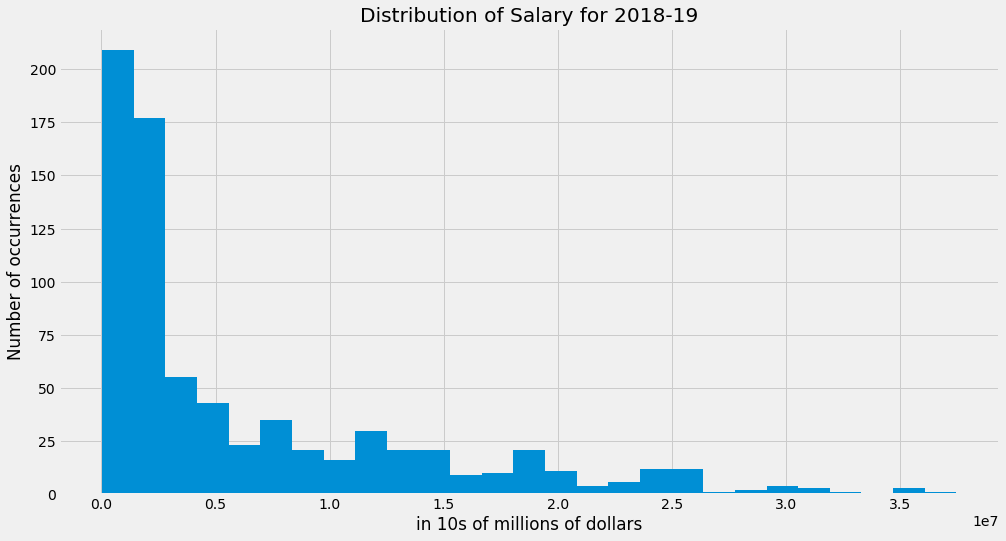 Distribution of Salary for 2018-19
Number of occurrences
200
175
150
125
100
75
50
25
0
0.0 0.5 1.0 1.5 2.0 2.5 3.0 3.5
1e7
in 10s of millions of dollars